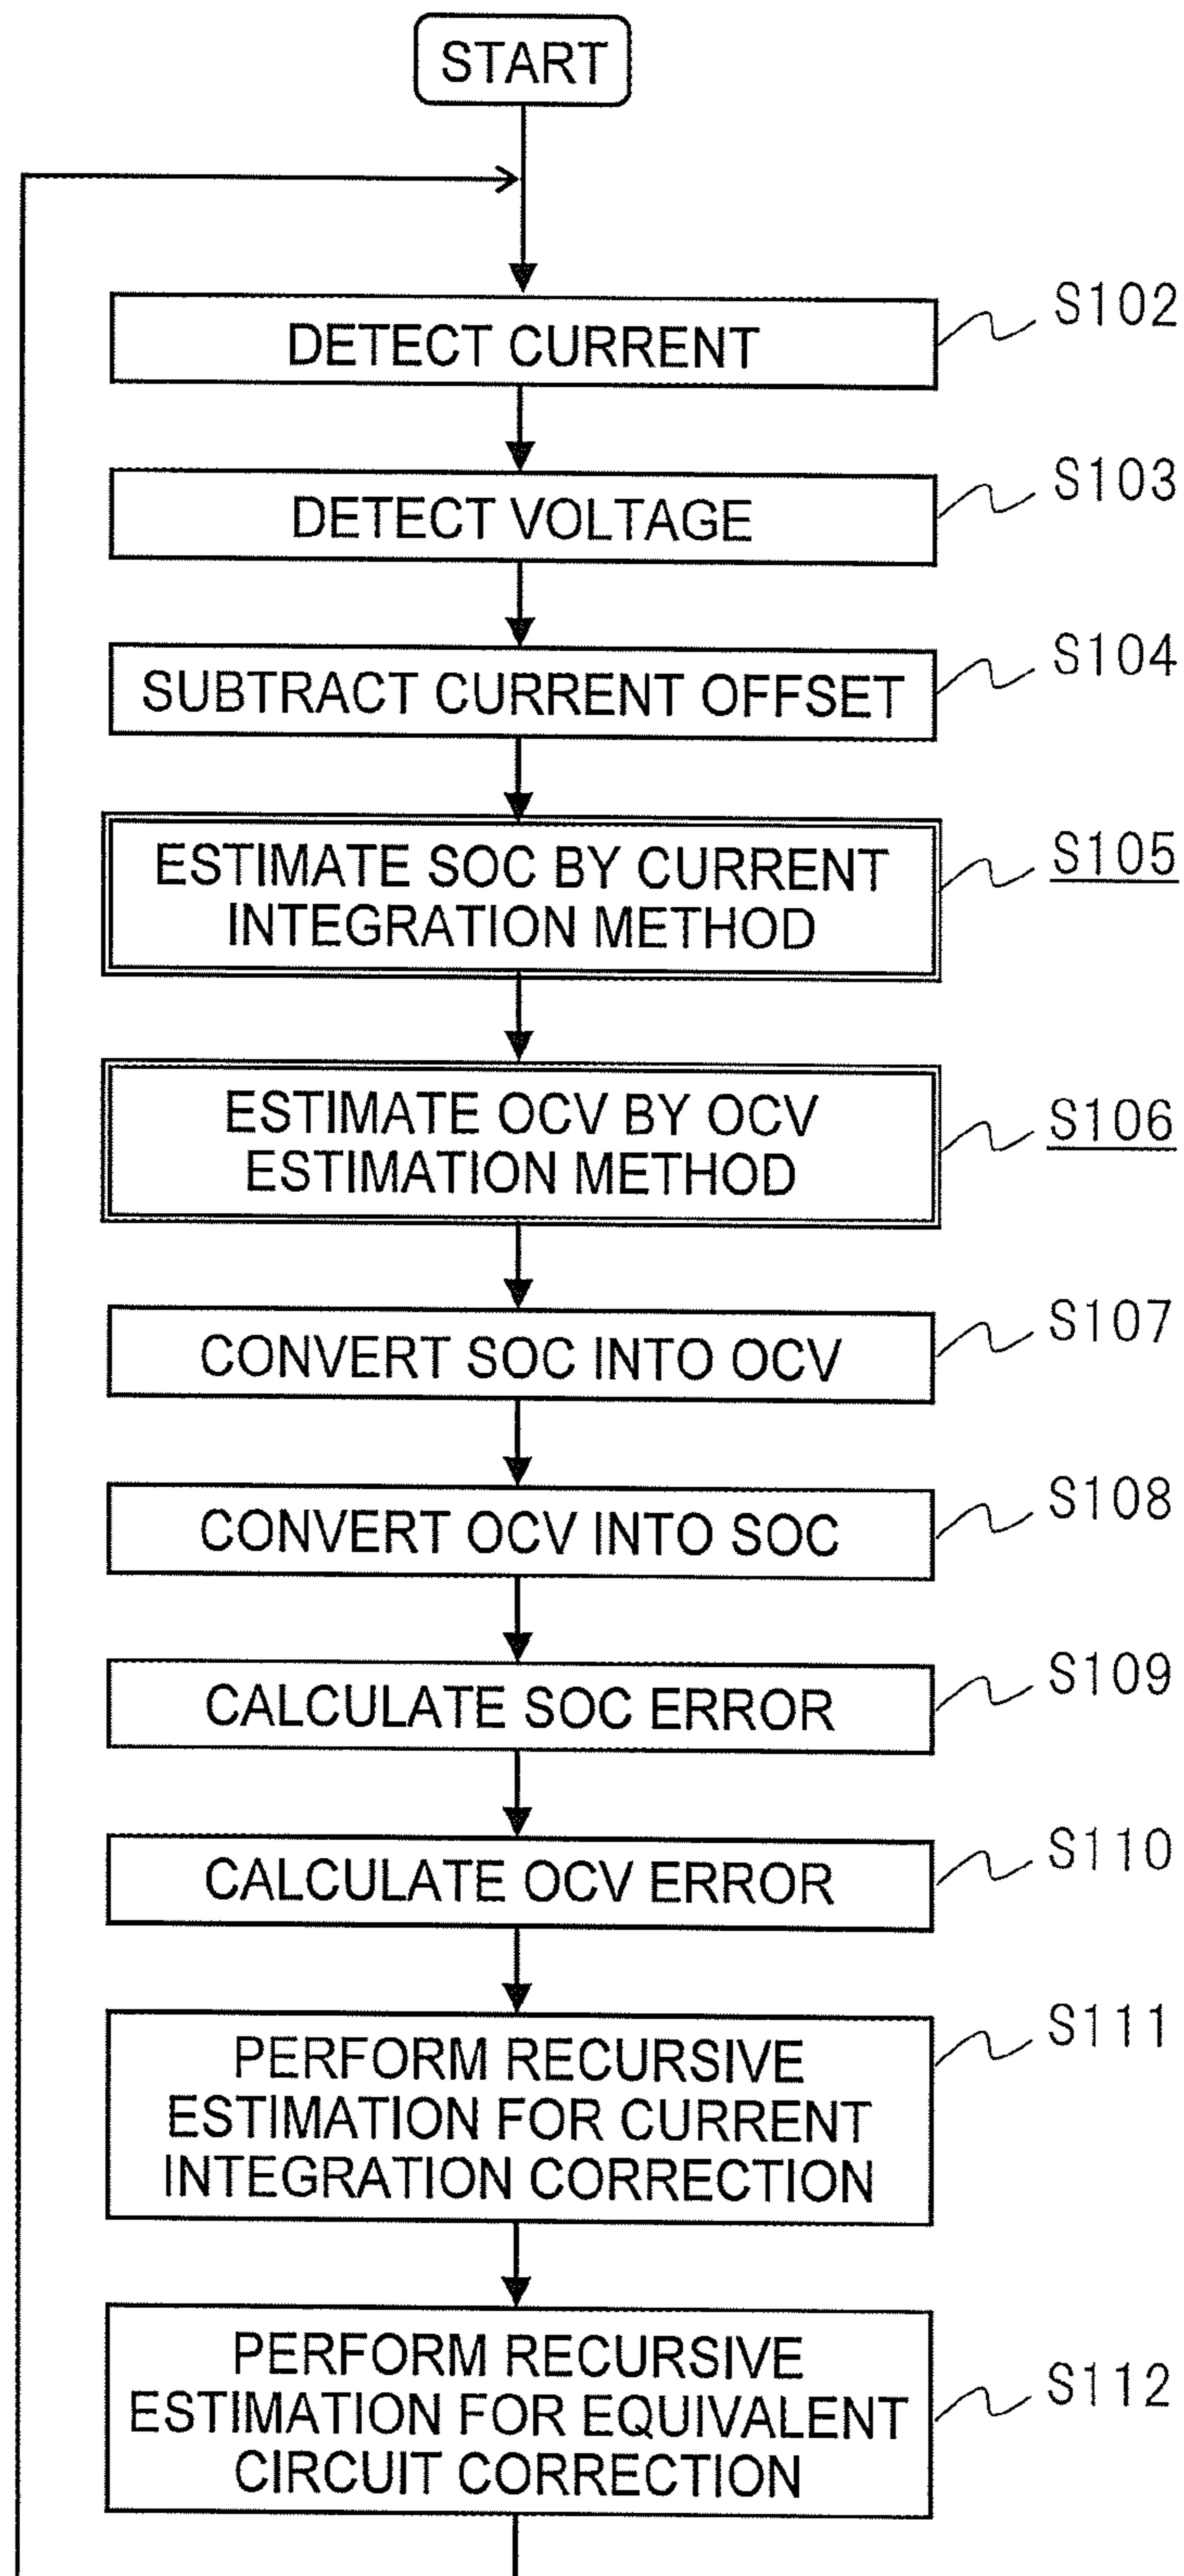 START
DETECT CURRENT
S102
DETECT VOLTAGE
S103
SUBTRACT CURRENT OFFSET
S104
ESTIMATE SOC BY CURRENT
INTEGRATION METHOD
S105
ESTIMATE OCV BY OCV
ESTIMATION METHOD
S106
CONVERT SOC INTO OCV
S107
CONVERT OCV INTO SOC
S108
CALCULATE SOC ERROR
S109
CALCULATE OCV ERROR
S110
PERFORM RECURSIVE
ESTIMATION FOR CURRENT
INTEGRATION CORRECTION
S111
PERFORM RECURSIVE
ESTIMATION FOR EQUIVALENT
CIRCUIT CORRECTION
S112